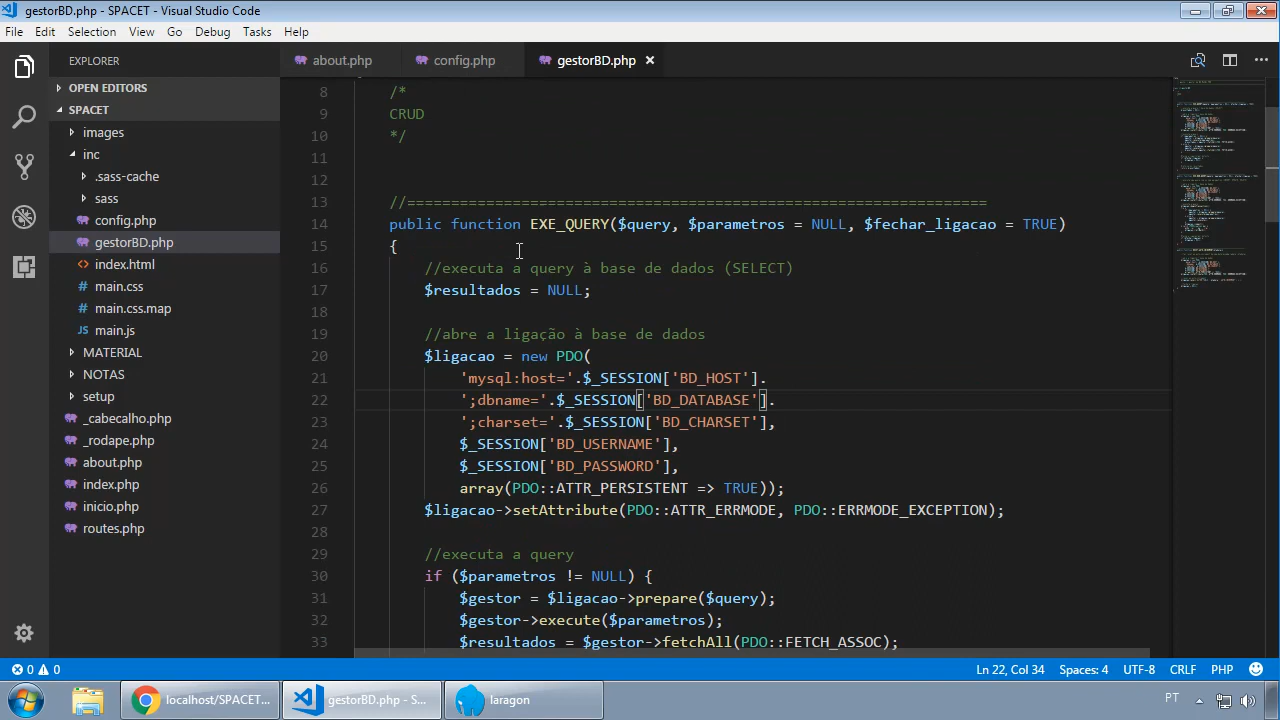 gestorBD.php - SPACET - Visual Studio Code
File Edit Selection View Go Debug Tasks Help
EXPLORER
OPEN EDITORS
SPACET
images
inc
.sass-cache
sass
config.php
gestorBD.php
index.html
main.css
main.css.map
main.js
MATERIAL
NOTAS
setup
_cabecalho.php
_rodape.php
about.php
index.php
inicio.php
routes.php
about.php config.php gestorBD.php
8 /*
9 CRUD
10 */
11
12
13 //==================================================================
14 public function EXE_QUERY($query, $parametros = NULL, $fechar_ligacao = TRUE)
15 {
16 //executa a query à base de dados (SELECT)
17 $resultados = NULL;
18
19 //abre a ligação à base de dados
20 $ligacao = new PDO(
21 'mysql:host='.$_SESSION['BD_HOST'].
22 ';dbname='.$_SESSION['BD_DATABASE'].
23 ';charset='.$_SESSION['BD_CHARSET'],
24 $_SESSION['BD_USERNAME'],
25 $_SESSION['BD_PASSWORD'],
26 array(PDO::ATTR_PERSISTENT => TRUE));
27 $ligacao->setAttribute(PDO::ATTR_ERRMODE, PDO::ERRMODE_EXCEPTION);
28
29 //executa a query
30 if ($parametros != NULL) {
31 $gestor = $ligacao->prepare($query);
32 $gestor->execute($parametros);
33 $resultados = $gestor->fetchAll(PDO::FETCH_ASSOC);
0 0 Ln 22, Col 34 Spaces: 4 UTF-8 CRLF PHP
localhost/SPACET... gestorBD.php - S... laragon PT